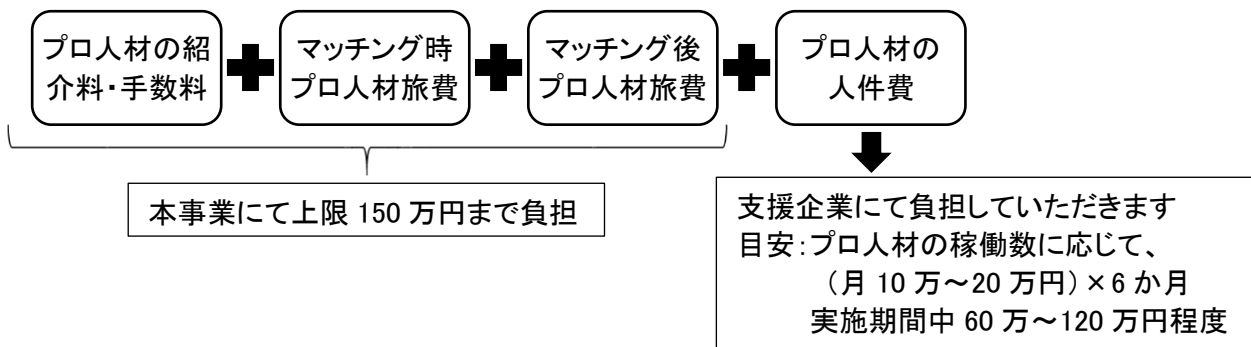 プロ人材の紹
介料・手数料
マッチング時
プロ人材旅費
マッチング後
プロ人材旅費
プロ人材の
人件費
本事業にて上限 150 万円まで負担
支援企業にて負担していただきます
目安：プロ人材の稼働数に応じて、
（月 10 万～20 万円）×6 か月
実施期間中 60 万～120 万円程度